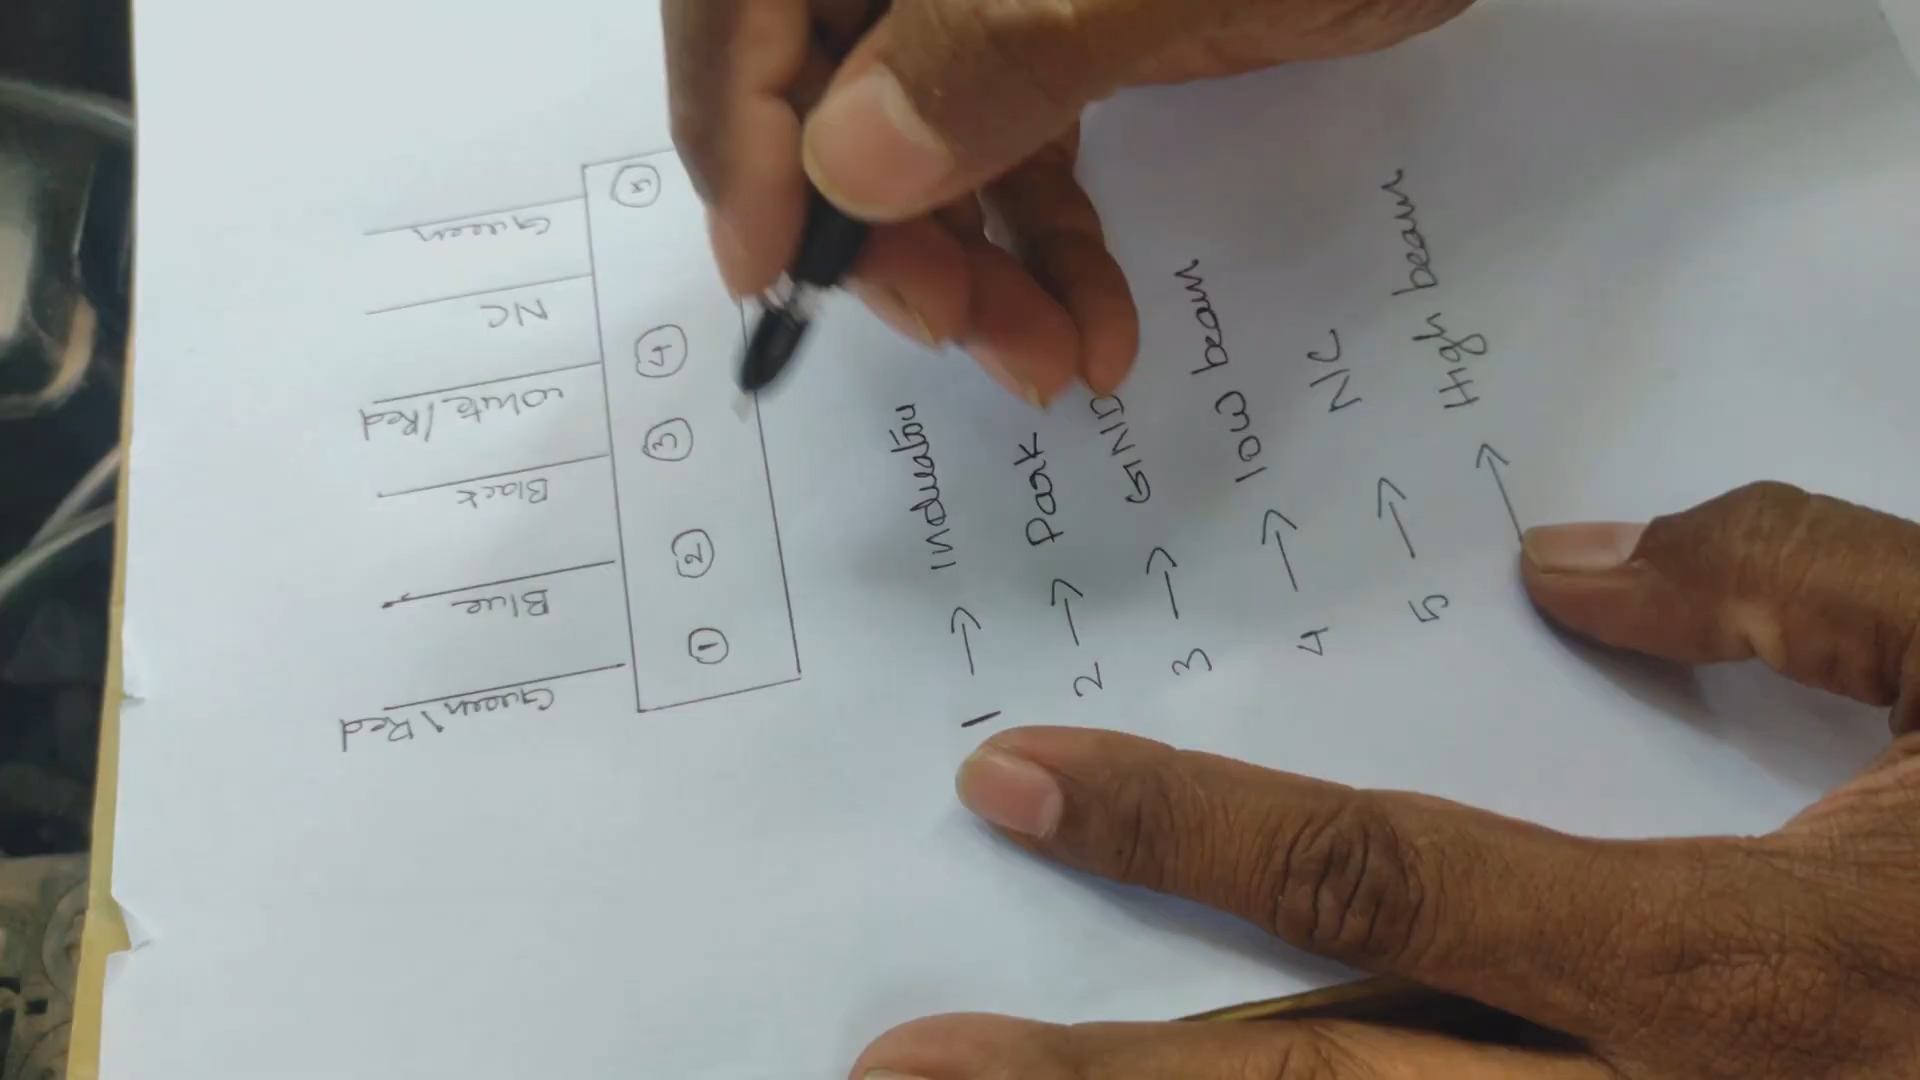 Green
NC
White/Red
Black
Blue
Green/Red
4
3
2
1
1 → Indicator
2 → Park
3 → GND
4 → low beam
5 → NC
→ High beam